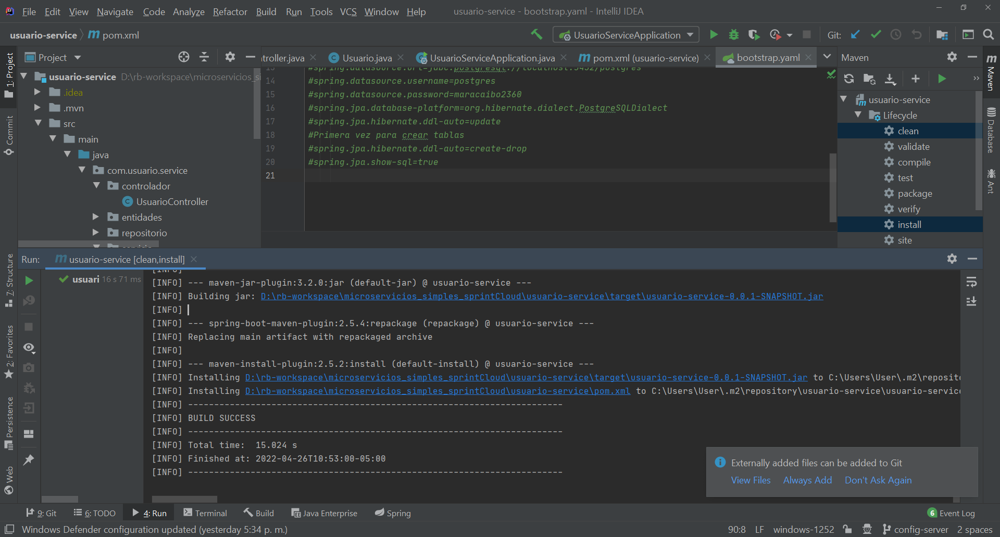 File Edit View Navigate Code Analyze Refactor Build Run Tools VCS Window Help usuario-service - bootstrap.yaml - IntelliJ IDEA
usuario-service pom.xml UsuarioServiceApplication Git:
Project ntroller.java Usuario.java UsuarioServiceApplication.java pom.xml (usuario-service) bootstrap.yaml Maven
usuario-service D:\rb-workspace\microservicios_si
.idea
.mvn
src
main
java
com.usuario.service
controlador
UsuarioController
entidades
repositorio
servicio
13 #spring.datasource.url=jdbc:postgresql://localhost:5432/postgres
14 #spring.datasource.username=postgres
15 #spring.datasource.password=maracaibo2360
16 #spring.jpa.database-platform=org.hibernate.dialect.PostgreSQLDialect
17 #spring.jpa.hibernate.ddl-auto=update
18 #Primera vez para crear tablas
19 #spring.jpa.hibernate.ddl-auto=create-drop
20 #spring.jpa.show-sql=true
21
usuario-service
Lifecycle
clean
validate
compile
test
package
verify
install
site
1: Project
Commit
7: Structure
2: Favorites
Persistence
Web
Maven
Database
Ant
Run: usuario-service [clean,install]
usuari 16 s 71 ms
[INFO]
[INFO] --- maven-jar-plugin:3.2.0:jar (default-jar) @ usuario-service ---
[INFO] Building jar: D:\rb-workspace\microservicios_simples_sprintCloud\usuario-service\target\usuario-service-0.0.1-SNAPSHOT.jar
[INFO]
[INFO] --- spring-boot-maven-plugin:2.5.4:repackage (repackage) @ usuario-service ---
[INFO] Replacing main artifact with repackaged archive
[INFO]
[INFO] --- maven-install-plugin:2.5.2:install (default-install) @ usuario-service ---
[INFO] Installing D:\rb-workspace\microservicios_simples_sprintCloud\usuario-service\target\usuario-service-0.0.1-SNAPSHOT.jar to C:\Users\User\.m2\reposito
[INFO] Installing D:\rb-workspace\microservicios_simples_sprintCloud\usuario-service\pom.xml to C:\Users\User\.m2\repository\usuario-service\usuario-service
[INFO] ------------------------------------------------------------------------
[INFO] BUILD SUCCESS
[INFO] ------------------------------------------------------------------------
[INFO] Total time:  15.024 s
[INFO] Finished at: 2022-04-26T10:53:00-05:00
[INFO] ------------------------------------------------------------------------
Externally added files can be added to Git
View Files Always Add Don't Ask Again
9: Git 6: TODO 4: Run Terminal Build Java Enterprise Spring 6 Event Log
Windows Defender configuration updated (yesterday 5:34 p. m.) 90:8 LF windows-1252 config-server 2 spaces